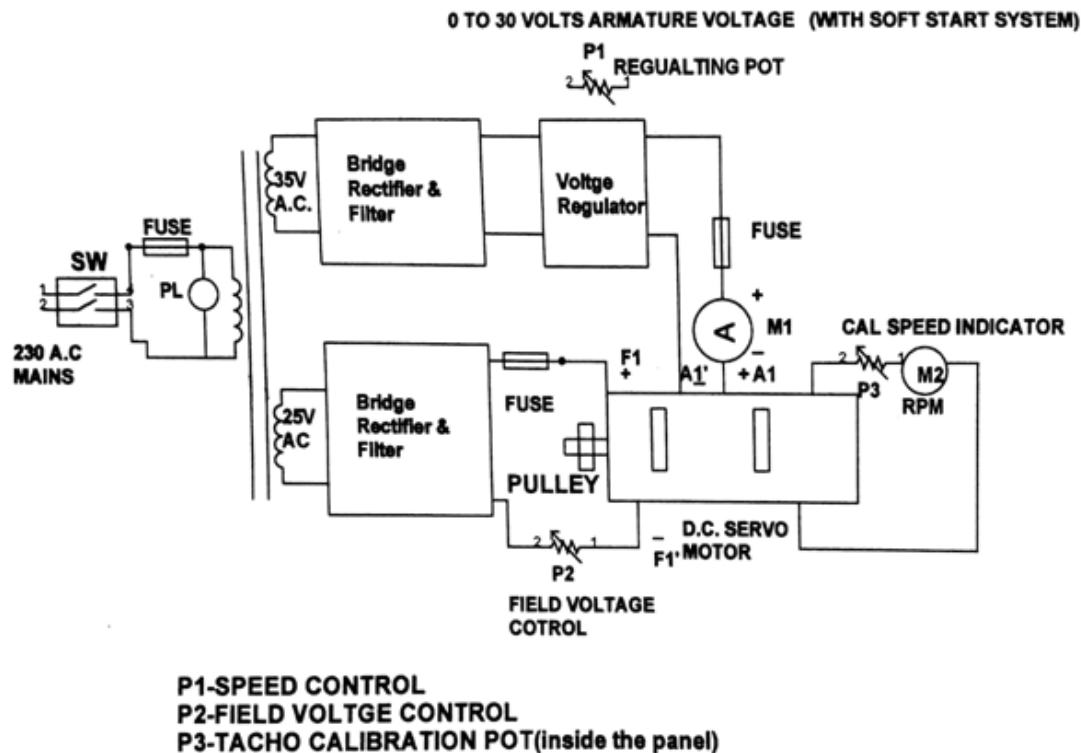 0 TO 30 VOLTS ARMATURE VOLTAGE (WITH SOFT START SYSTEM)
P1
2 1
REGUALTING POT
35V
A.C.
Bridge
Rectifier &
Filter
Voltge
Regulator
FUSE
FUSE
SW
1 4
2 3
PL
230 A.C
MAINS
+
A
M1
–
CAL SPEED INDICATOR
2 1
P3
M2
RPM
F1
+
A1'
+A1
25V
AC
Bridge
Rectifier &
Filter
FUSE
PULLEY
2 1
P2
–
F1'
D.C. SERVO
MOTOR
FIELD VOLTAGE
COTROL
P1-SPEED CONTROL
P2-FIELD VOLTGE CONTROL
P3-TACHO CALIBRATION POT(inside the panel)